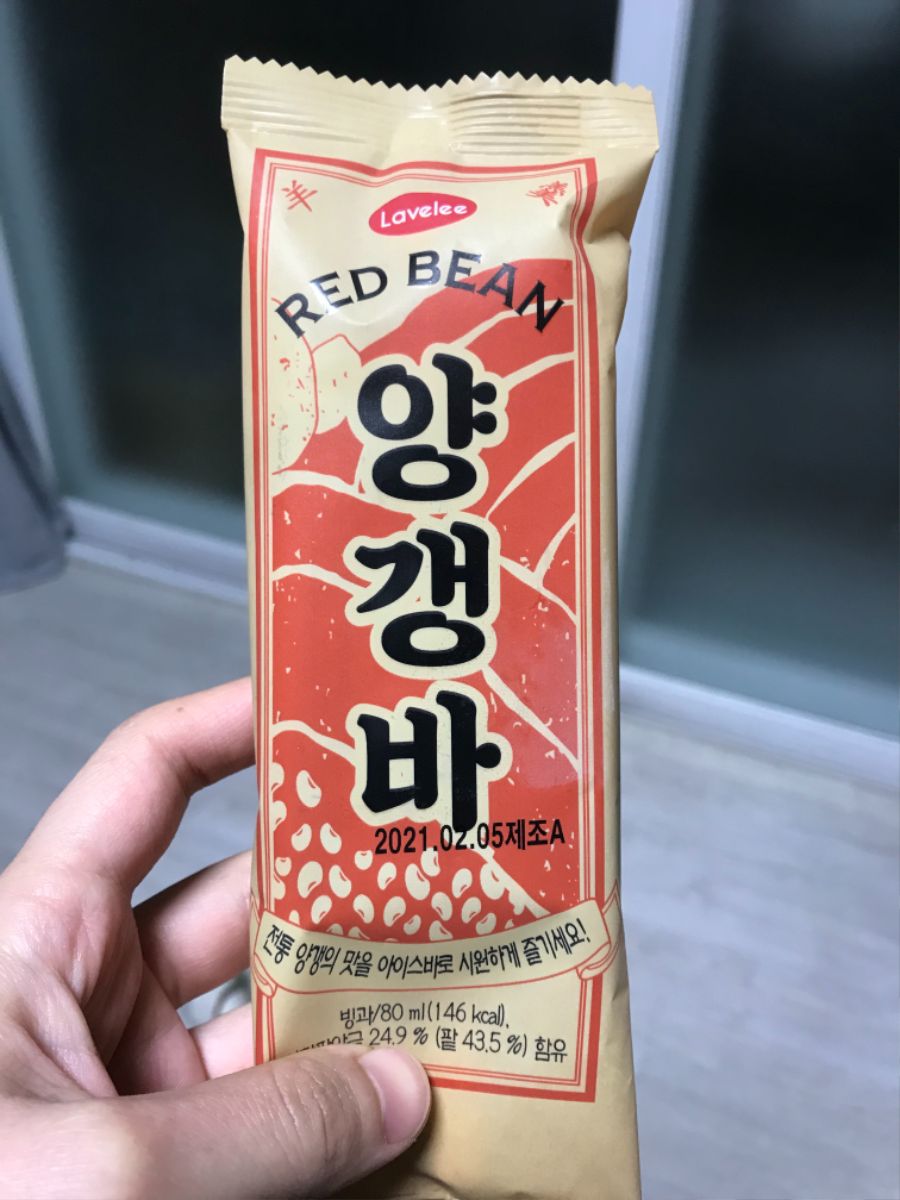 羊 羹
Lavelee
RED BEAN
양
갱
바
2021.02.05제조A
전통 양갱의 맛을 아이스바로 시원하게 즐기세요!
빙과/80 ml(146 kcal),
24.9 % (팥 43.5 %) 함유